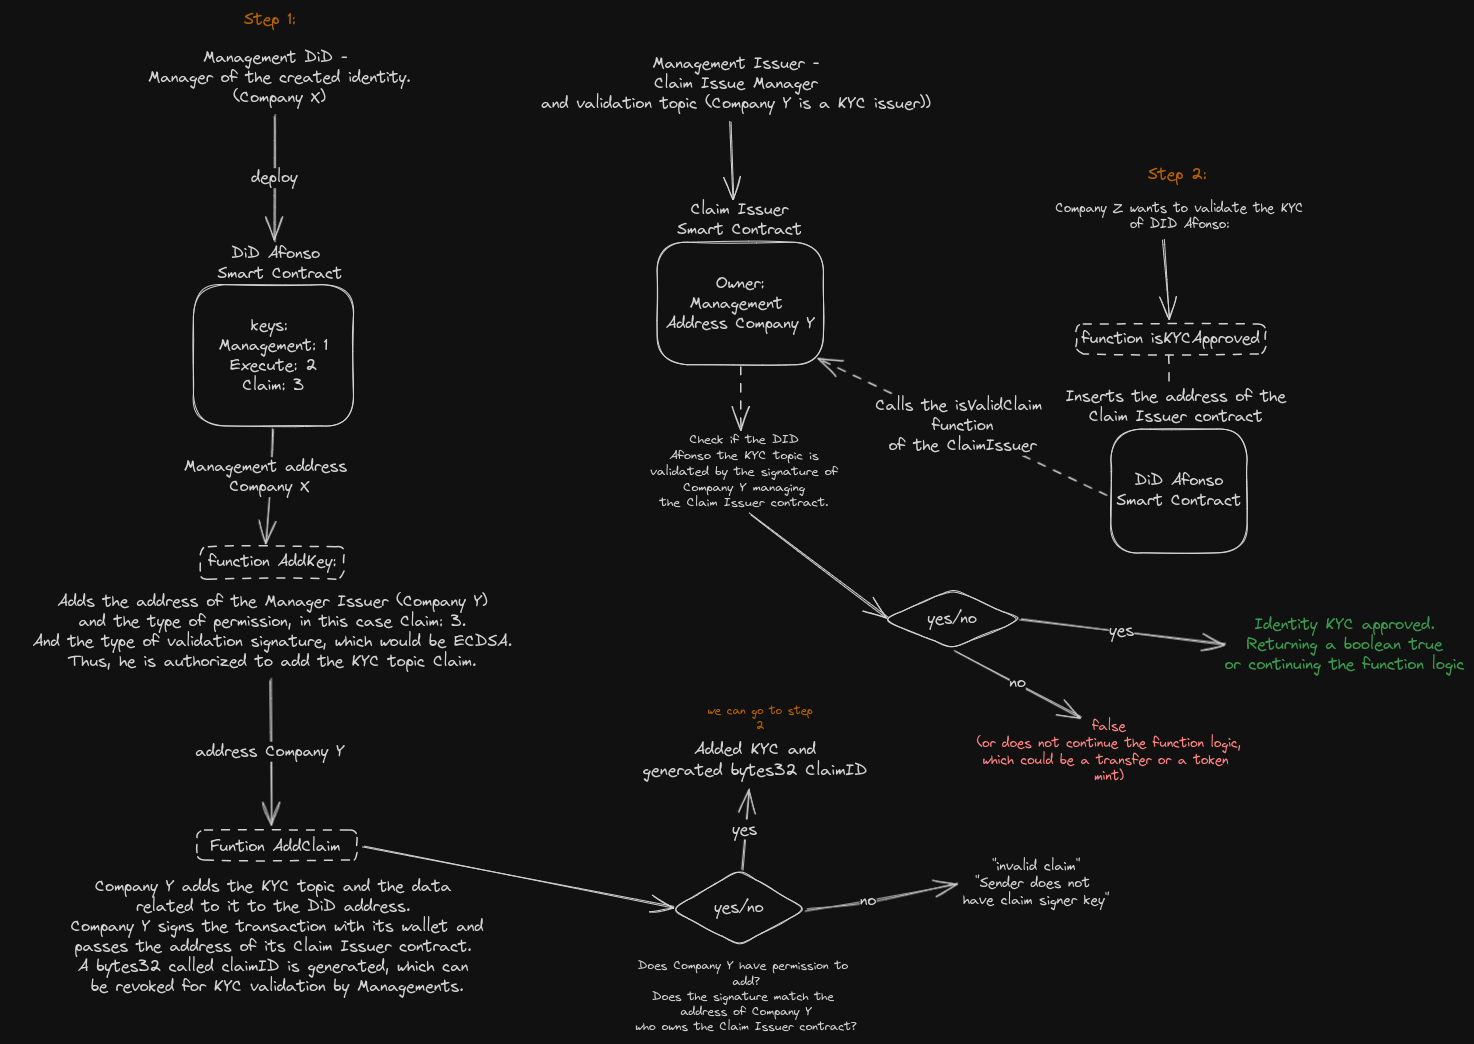 Step 1:
Management DiD -
Manager of the created identity.
(Company X)
deploy
DiD Afonso
Smart Contract
keys:
Management: 1
Execute: 2
Claim: 3
Management address
Company X
function AddKey:
Adds the address of the Manager Issuer (Company Y)
and the type of permission, in this case Claim: 3.
And the type of validation signature, which would be ECDSA.
Thus, he is authorized to add the KYC topic Claim.
address Company Y
Funtion AddClaim
Company Y adds the KYC topic and the data
related to it to the DiD address.
Company Y signs the transaction with its wallet and
passes the address of its Claim Issuer contract.
A bytes32 called claimID is generated, which can
be revoked for KYC validation by Managements.
Management Issuer -
Claim Issue Manager
and validation topic (Company Y is a KYC issuer))
Claim Issuer
Smart Contract
Owner:
Management
Address Company Y
Check if the DID
Afonso the KYC topic is
validated by the signature of
Company Y managing
the Claim Issuer contract.
yes/no
yes
Identity KYC approved.
Returning a boolean true
or continuing the function logic
no
false
(or does not continue the function logic,
which could be a transfer or a token
mint)
we can go to step
2
Added KYC and
generated bytes32 ClaimID
yes
yes/no
no
"invalid claim"
"Sender does not
have claim signer key"
Does Company Y have permission to
add?
Does the signature match the
address of Company Y
who owns the Claim Issuer contract?
Step 2:
Company Z wants to validate the KYC
of DID Afonso:
function isKYCApproved
Inserts the address of the
Claim Issuer contract
DiD Afonso
Smart Contract
Calls the isValidClaim
function
of the ClaimIssuer